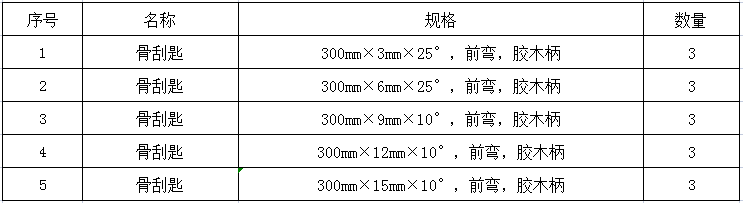 序号 名称 规格 数量
1 骨刮匙 300mm×3mm×25°，前弯，胶木柄 3
2 骨刮匙 300mm×6mm×25°，前弯，胶木柄 3
3 骨刮匙 300mm×9mm×10°，前弯，胶木柄 3
4 骨刮匙 300mm×12mm×10°，前弯，胶木柄 3
5 骨刮匙 300mm×15mm×10°，前弯，胶木柄 3